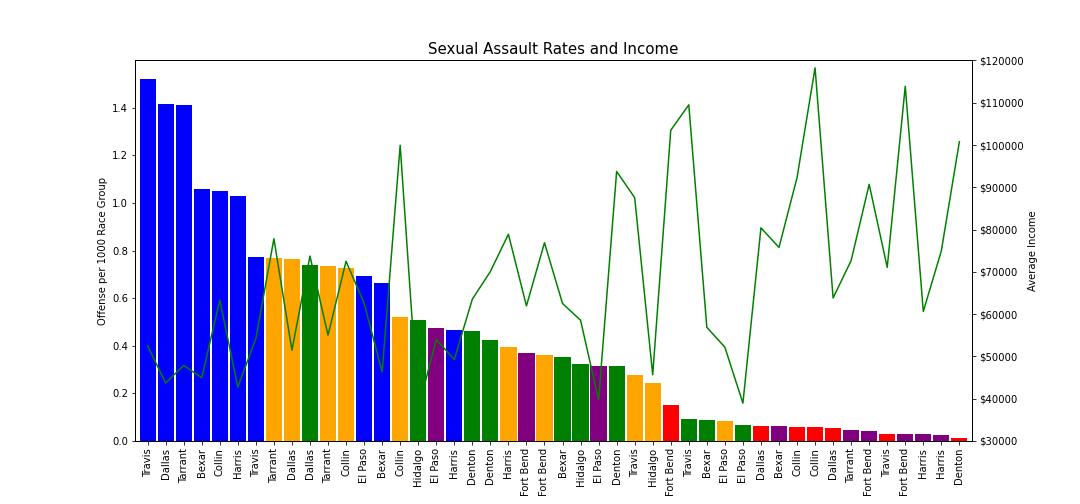 Sexual Assault Rates and Income
Offense per 1000 Race Group
1.4
1.2
1.0
0.8
0.6
0.4
0.2
0.0
$120000
$110000
$100000
$90000
$80000
$70000
$60000
$50000
$40000
$30000
Average Income
Travis
Dallas
Tarrant
Bexar
Collin
Harris
Travis
Tarrant
Dallas
Dallas
Tarrant
Collin
El Paso
Bexar
Collin
Hidalgo
El Paso
Harris
Denton
Denton
Harris
Fort Bend
Fort Bend
Bexar
Hidalgo
El Paso
Denton
Travis
Hidalgo
Fort Bend
Travis
Bexar
El Paso
El Paso
Dallas
Bexar
Collin
Collin
Dallas
Tarrant
Fort Bend
Travis
Fort Bend
Harris
Harris
Denton